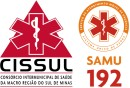 CISSUL
CONSÓRCIO INTERMUNICIPAL DE SAÚDE
DA MACRO REGIÃO DO SUL DE MINAS
SAMU
192